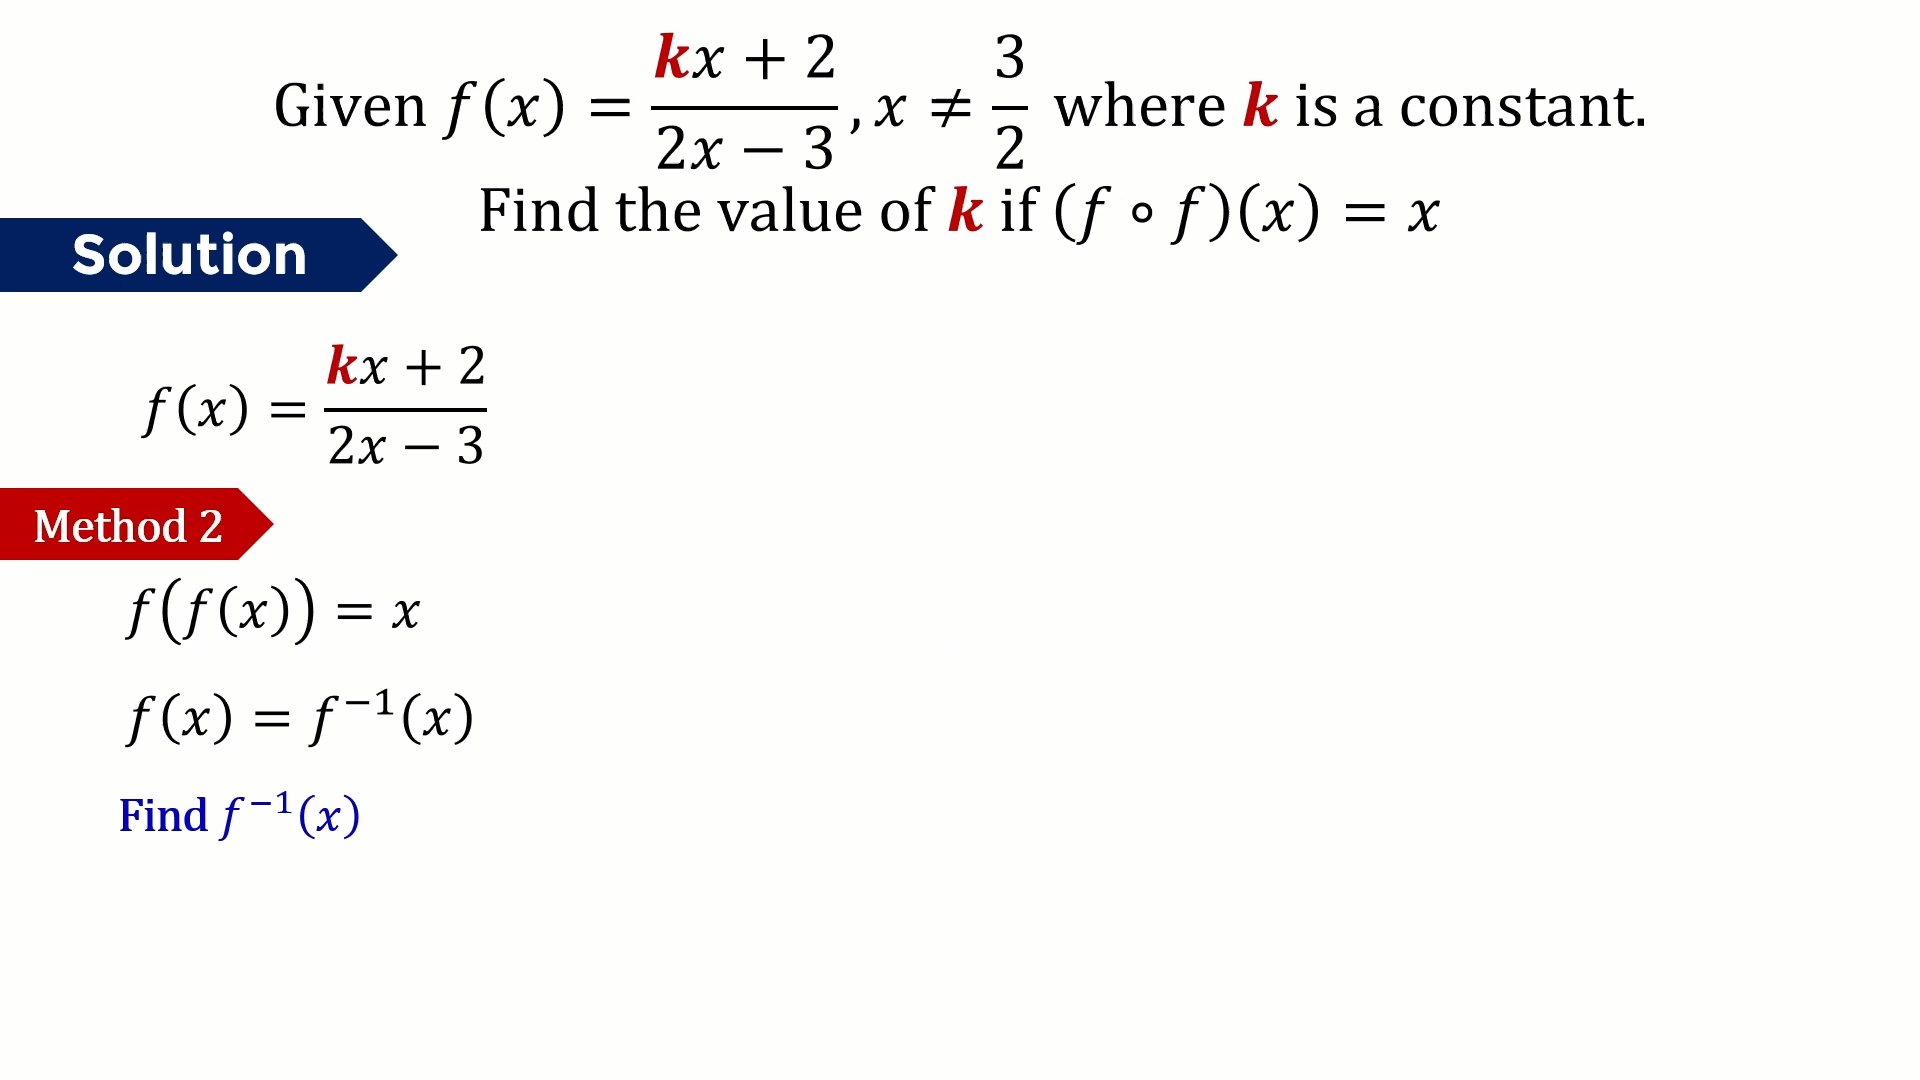 Given f(x) = (kx + 2)/(2x − 3), x ≠ 3/2 where k is a constant.
Find the value of k if (f ∘ f)(x) = x
Solution
f(x) = (kx + 2)/(2x − 3)
Method 2
f(f(x)) = x
f(x) = f⁻¹(x)
Find f⁻¹(x)